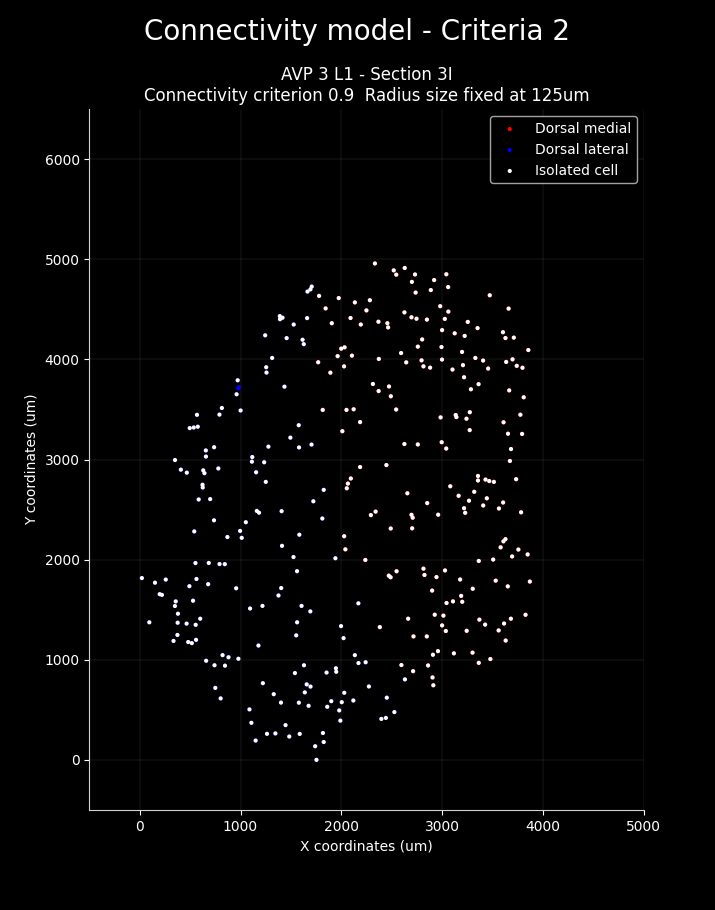 Connectivity model - Criteria 2
AVP 3 L1 - Section 3I
Connectivity criterion 0.9  Radius size fixed at 125um
Dorsal medial
Dorsal lateral
Isolated cell
6000
5000
4000
3000
2000
1000
0
Y coordinates (um)
0 1000 2000 3000 4000 5000
X coordinates (um)